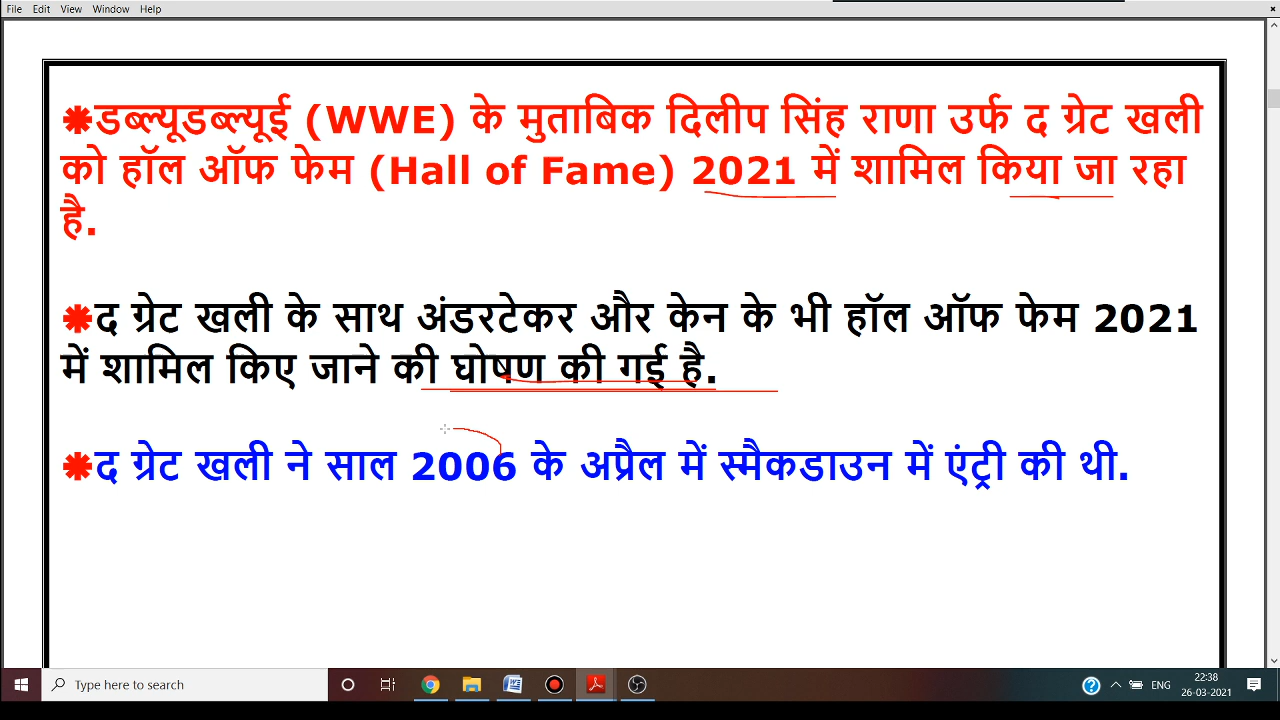 File Edit View Window Help
✱डब्ल्यूडब्ल्यूई (WWE) के मुताबिक दिलीप सिंह राणा उर्फ द ग्रेट खली
को हॉल ऑफ फेम (Hall of Fame) 2021 में शामिल किया जा रहा
है.
✱द ग्रेट खली के साथ अंडरटेकर और केन के भी हॉल ऑफ फेम 2021
में शामिल किए जाने की घोषण की गई है.
✱द ग्रेट खली ने साल 2006 के अप्रैल में स्मैकडाउन में एंट्री की थी.
Type here to search
ENG
22:38
26-03-2021